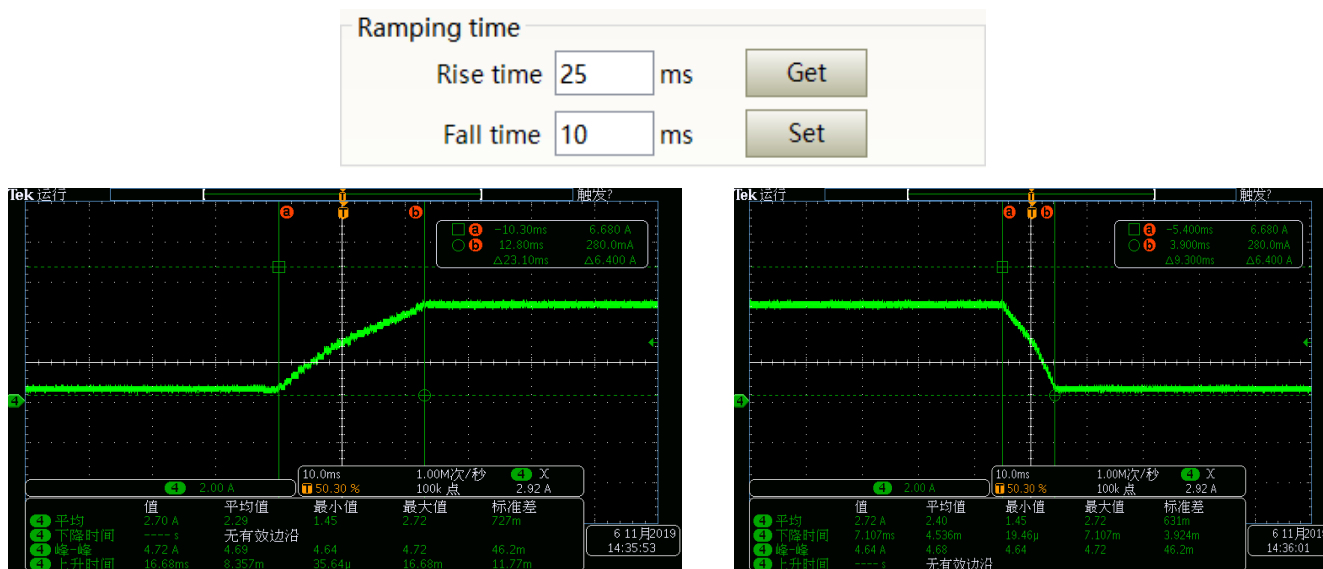 Ramping time
Rise time 25 ms Get
Fall time 10 ms Set
Tek 运行 触发?
T
a T b
a -10.30ms 6.680 A
b 12.80ms 280.0mA
△23.10ms △6.400 A
4
10.0ms 1.00M次/秒 4 X
4 2.00 A T 50.30 % 100k 点 2.92 A
值 平均值 最小值 最大值 标准差
4 平均 2.70 A 2.29 1.45 2.72 727m
4 下降时间 ---- s 无有效边沿
4 峰-峰 4.72 A 4.69 4.64 4.72 46.2m
4 上升时间 16.68ms 8.357m 35.64µ 16.68m 11.77m
6 11月2019
14:35:53
Tek 运行 触发?
T
a T b
a -5.400ms 6.680 A
b 3.900ms 280.0mA
△9.300ms △6.400 A
4
10.0ms 1.00M次/秒 4 X
4 2.00 A T 50.30 % 100k 点 2.92 A
值 平均值 最小值 最大值 标准差
4 平均 2.72 A 2.40 1.45 2.72 631m
4 下降时间 7.107ms 4.536m 19.46µ 7.107m 3.924m
4 峰-峰 4.64 A 4.68 4.64 4.72 46.2m
4 上升时间 ---- s 无有效边沿
6 11月2019
14:36:01